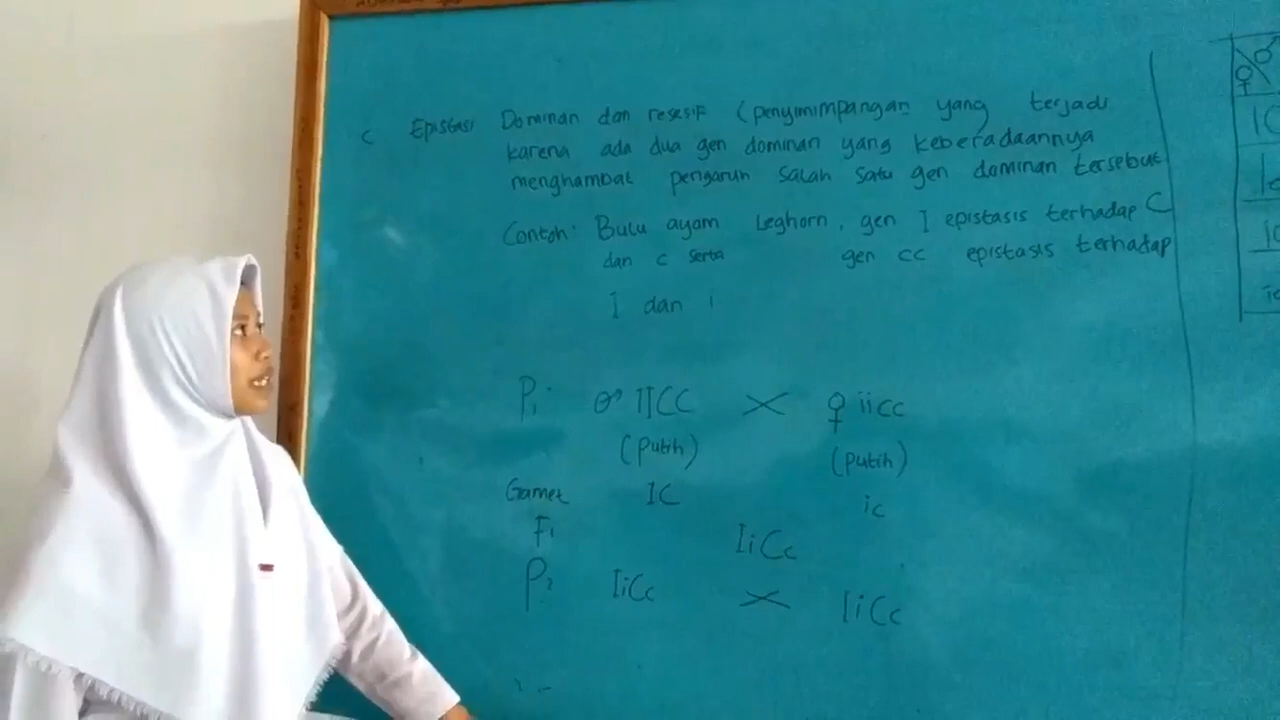 c Epistasi Dominan dan resesif (penyimimpangan yang terjadi
karena ada dua gen dominan yang keberadaannya
menghambat pengaruh salah satu gen dominan tersebut
Contoh: Bulu ayam Leghorn, gen I epistasis terhadap C
dan c serta gen cc epistasis terhadap
I dan i
P1 ♂ IICC X ♀ iicc
(putih) (putih)
Gamet IC ic
F1 IiCc
P2 IiCc X IiCc
♀ ♂